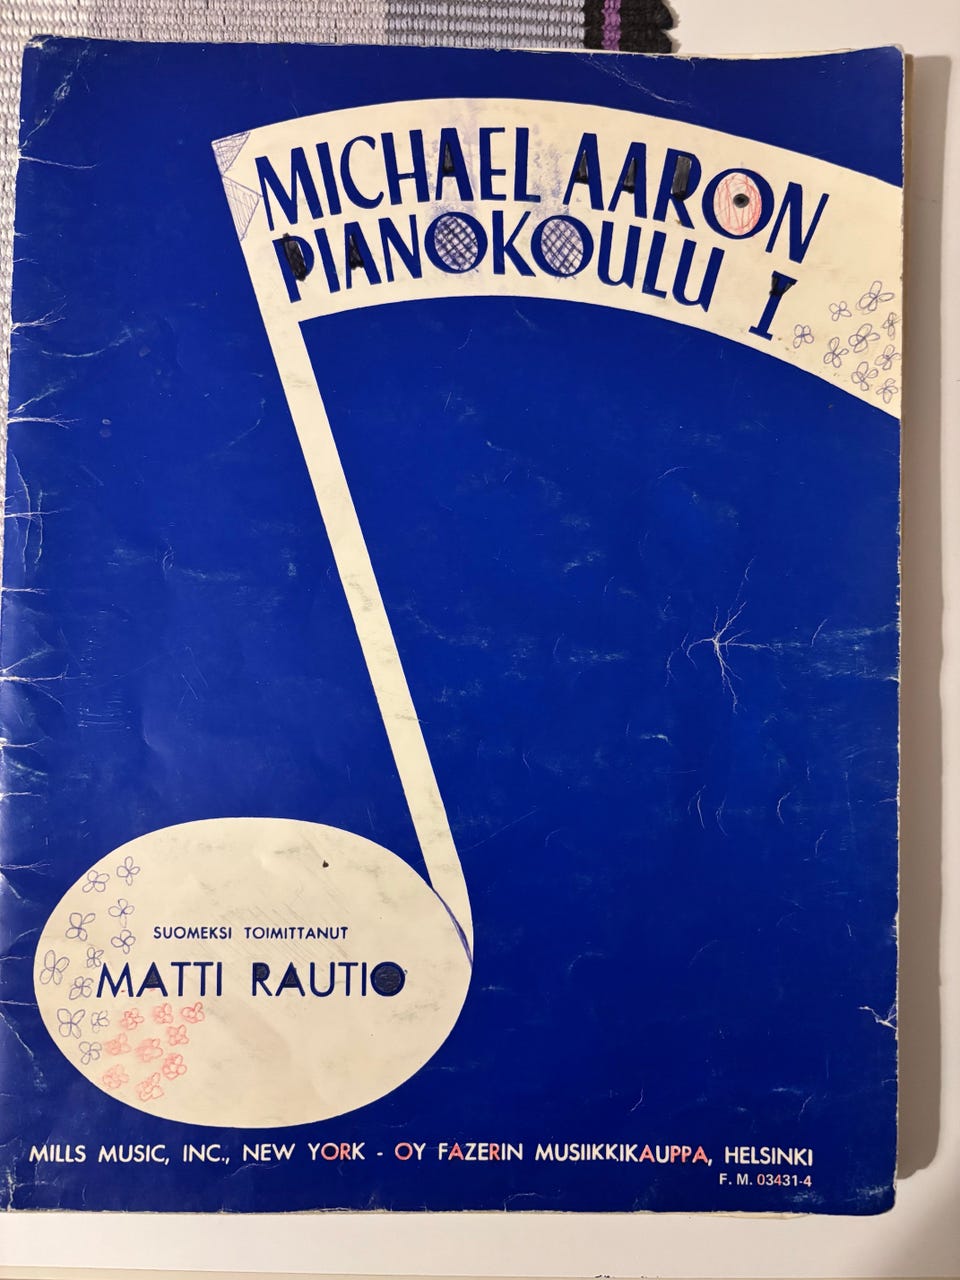 MICHAEL AARON
PIANOKOULU I
SUOMEKSI TOIMITTANUT
MATTI RAUTIO
MILLS MUSIC, INC., NEW YORK - OY FAZERIN MUSIIKKIKAUPPA, HELSINKI
F. M. 03431-4